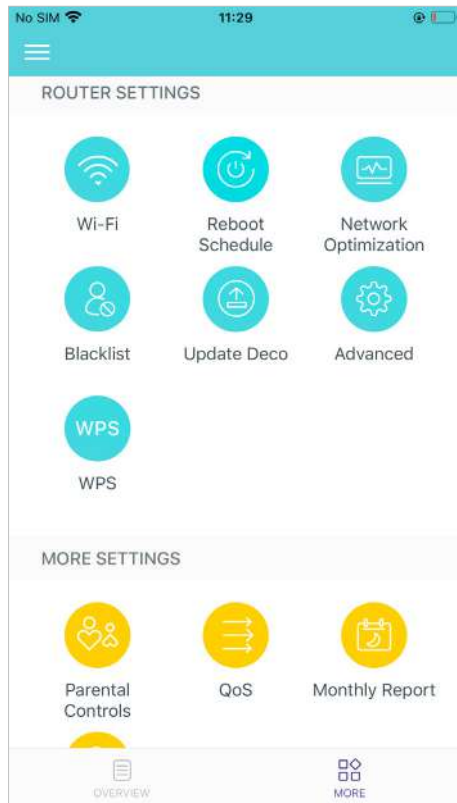 No SIM 11:29
ROUTER SETTINGS
Wi-Fi Reboot Network
Schedule Optimization
Blacklist Update Deco Advanced
WPS
WPS
MORE SETTINGS
Parental QoS Monthly Report
Controls
OVERVIEW MORE